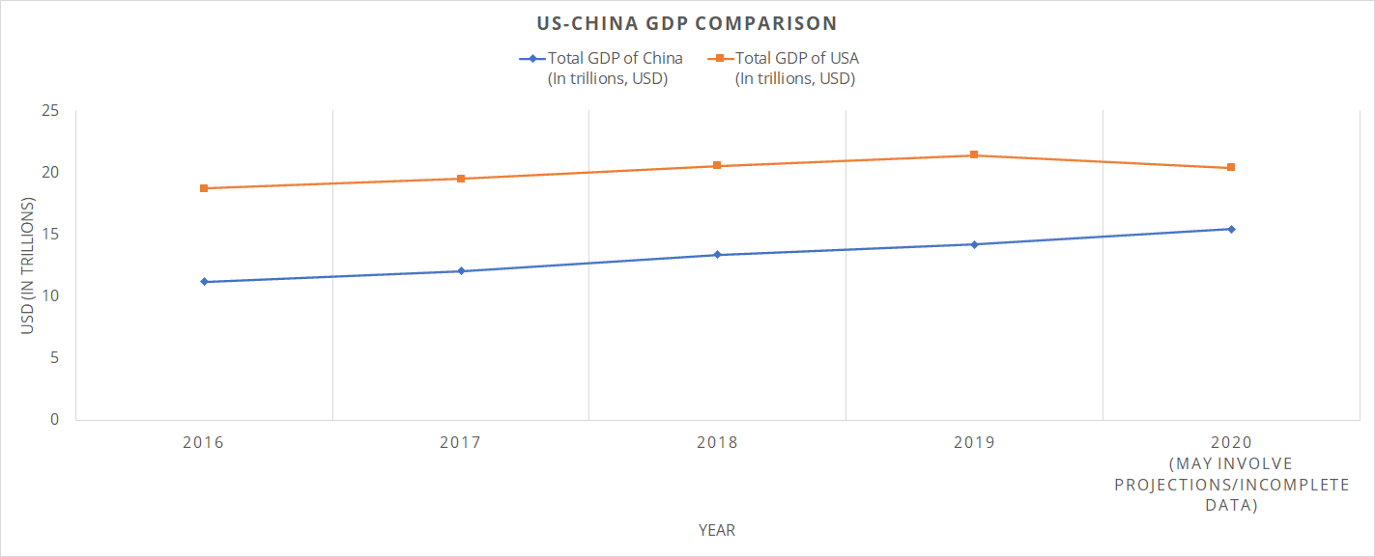 US-CHINA GDP COMPARISON
Total GDP of China
(In trillions, USD)
Total GDP of USA
(In trillions, USD)
USD (IN TRILLIONS)
25
20
15
10
5
0
2016
2017
2018
2019
2020
(MAY INVOLVE
PROJECTIONS/INCOMPLETE
DATA)
YEAR